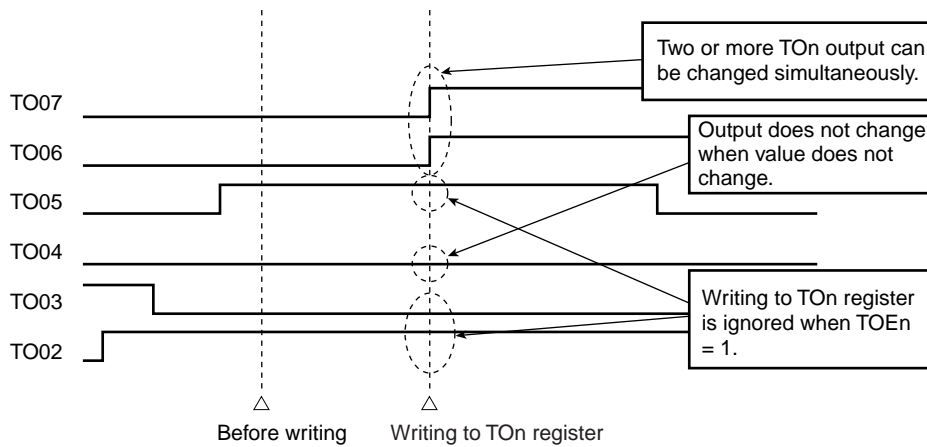 Two or more TOn output can
be changed simultaneously.
TO07
Output does not change
when value does not
change.
TO06
TO05
TO04
TO03
Writing to TOn register
is ignored when TOEn
= 1.
TO02
Before writing
Writing to TOn register